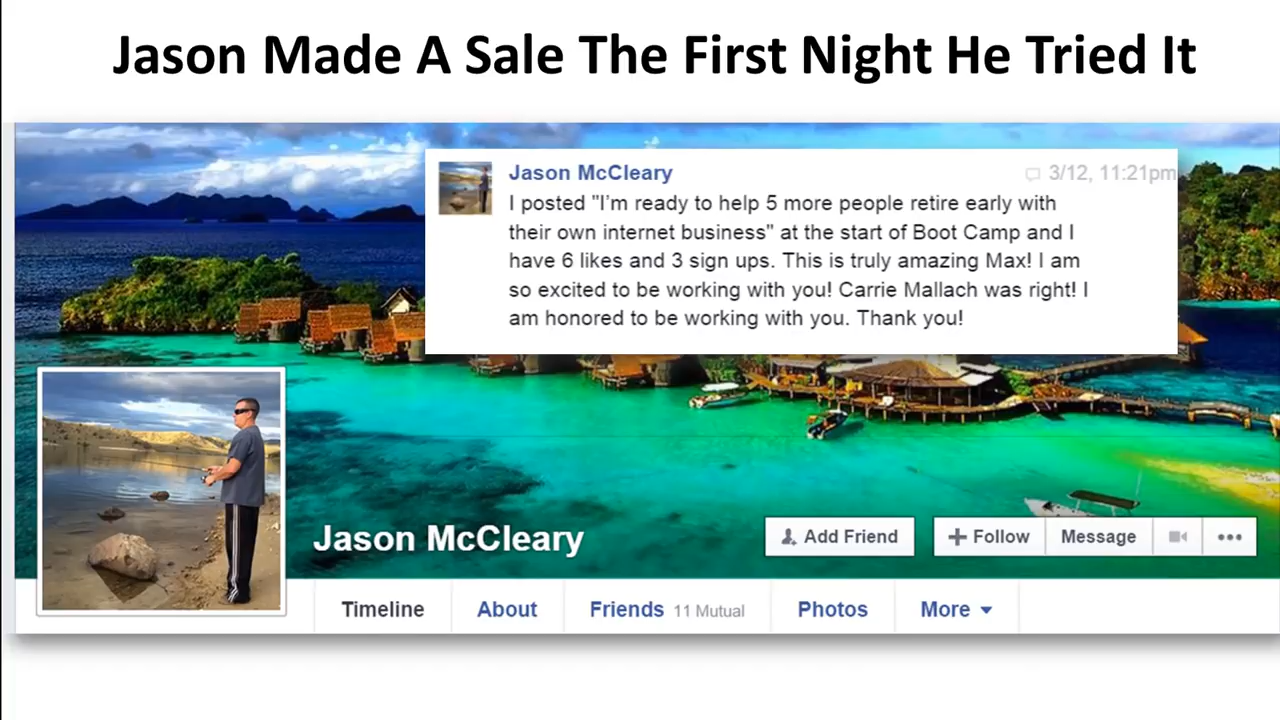 Jason Made A Sale The First Night He Tried It
Jason McCleary 3/12, 11:21pm
I posted "I'm ready to help 5 more people retire early with
their own internet business" at the start of Boot Camp and I
have 6 likes and 3 sign ups. This is truly amazing Max! I am
so excited to be working with you! Carrie Mallach was right! I
am honored to be working with you. Thank you!
Jason McCleary
Add Friend Follow Message
Timeline About Friends 11 Mutual Photos More